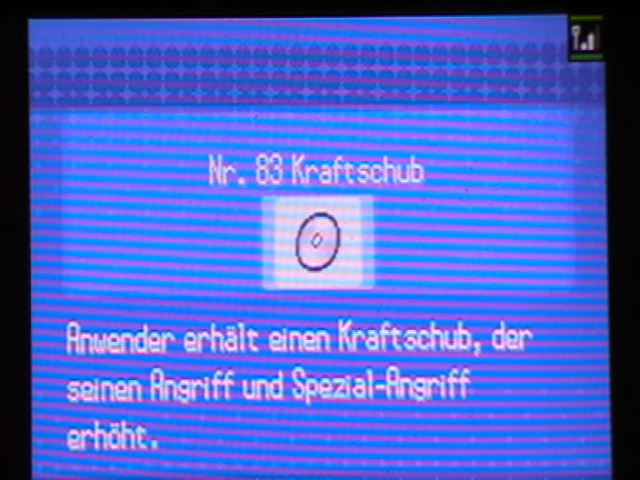 Nr. 83 Kraftschub
Anwender erhält einen Kraftschub, der
seinen Angriff und Spezial-Angriff
erhöht.